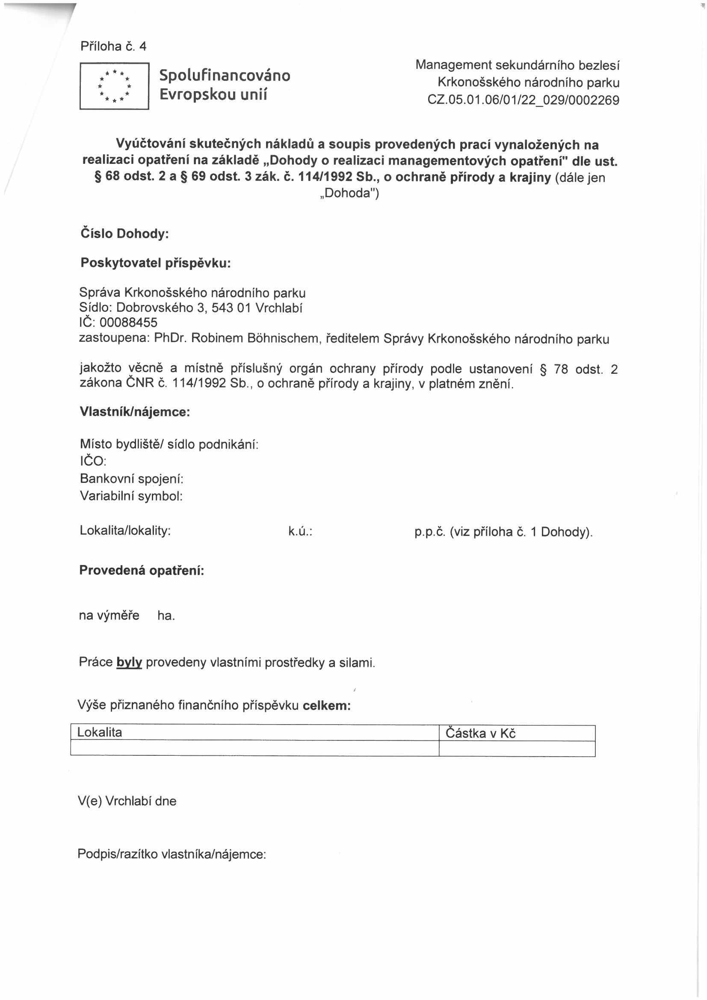 Příloha č. 4
Spolufinancováno
Evropskou unií
Management sekundárního bezlesí
Krkonošského národního parku
CZ.05.01.06/01/22_029/0002269
Vyúčtování skutečných nákladů a soupis provedených prací vynaložených na
realizaci opatření na základě „Dohody o realizaci managementových opatření" dle ust.
§ 68 odst. 2 a § 69 odst. 3 zák. č. 114/1992 Sb., o ochraně přírody a krajiny (dále jen
„Dohoda")
Číslo Dohody:
Poskytovatel příspěvku:
Správa Krkonošského národního parku
Sídlo: Dobrovského 3, 543 01 Vrchlabí
IČ: 00088455
zastoupena: PhDr. Robinem Böhnischem, ředitelem Správy Krkonošského národního parku
jakožto věcně a místně příslušný orgán ochrany přírody podle ustanovení § 78 odst. 2
zákona ČNR č. 114/1992 Sb., o ochraně přírody a krajiny, v platném znění.
Vlastník/nájemce:
Místo bydliště/ sídlo podnikání:
IČO:
Bankovní spojení:
Variabilní symbol:
Lokalita/lokality: k.ú.: p.p.č. (viz příloha č. 1 Dohody).
Provedená opatření:
na výměře ha.
Práce byly provedeny vlastními prostředky a silami.
Výše přiznaného finančního příspěvku celkem:
Lokalita Částka v Kč
V(e) Vrchlabí dne
Podpis/razítko vlastníka/nájemce: